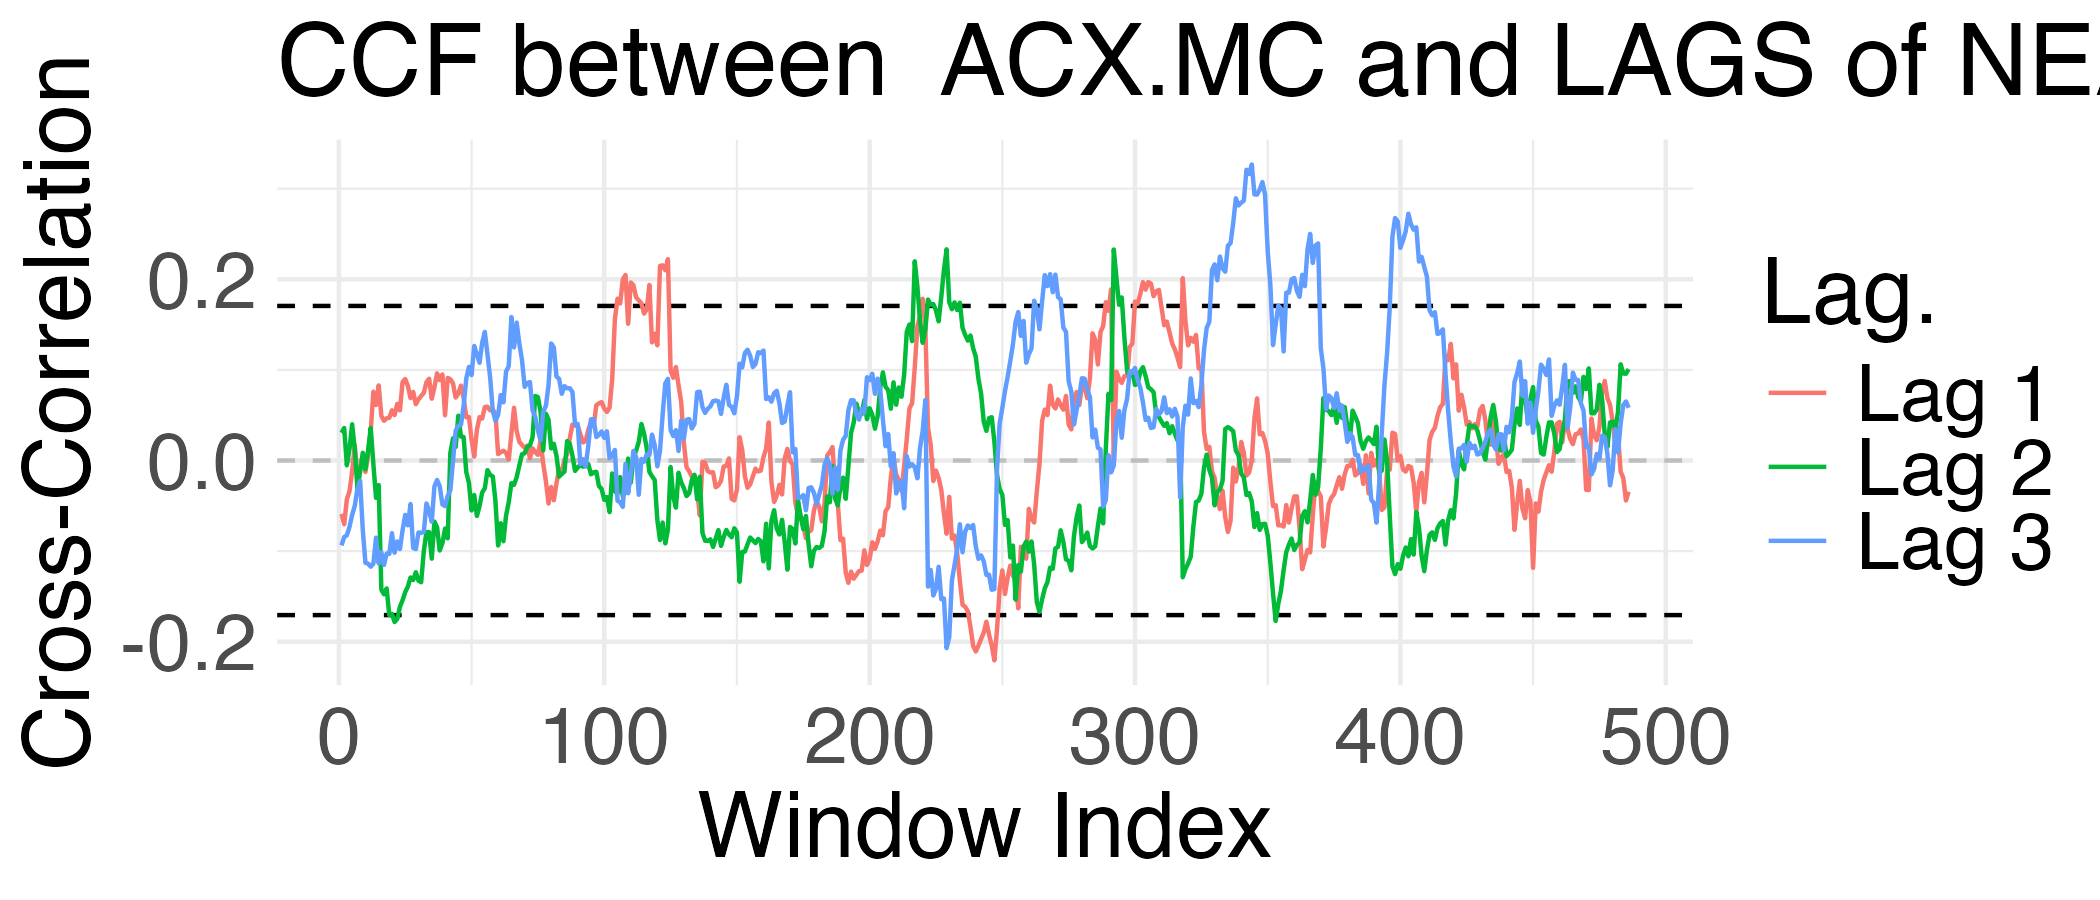 CCF between ACX.MC and LAGS of NE
Cross-Correlation
0.2
0.0
-0.2
0 100 200 300 400 500
Window Index
Lag.
Lag 1
Lag 2
Lag 3